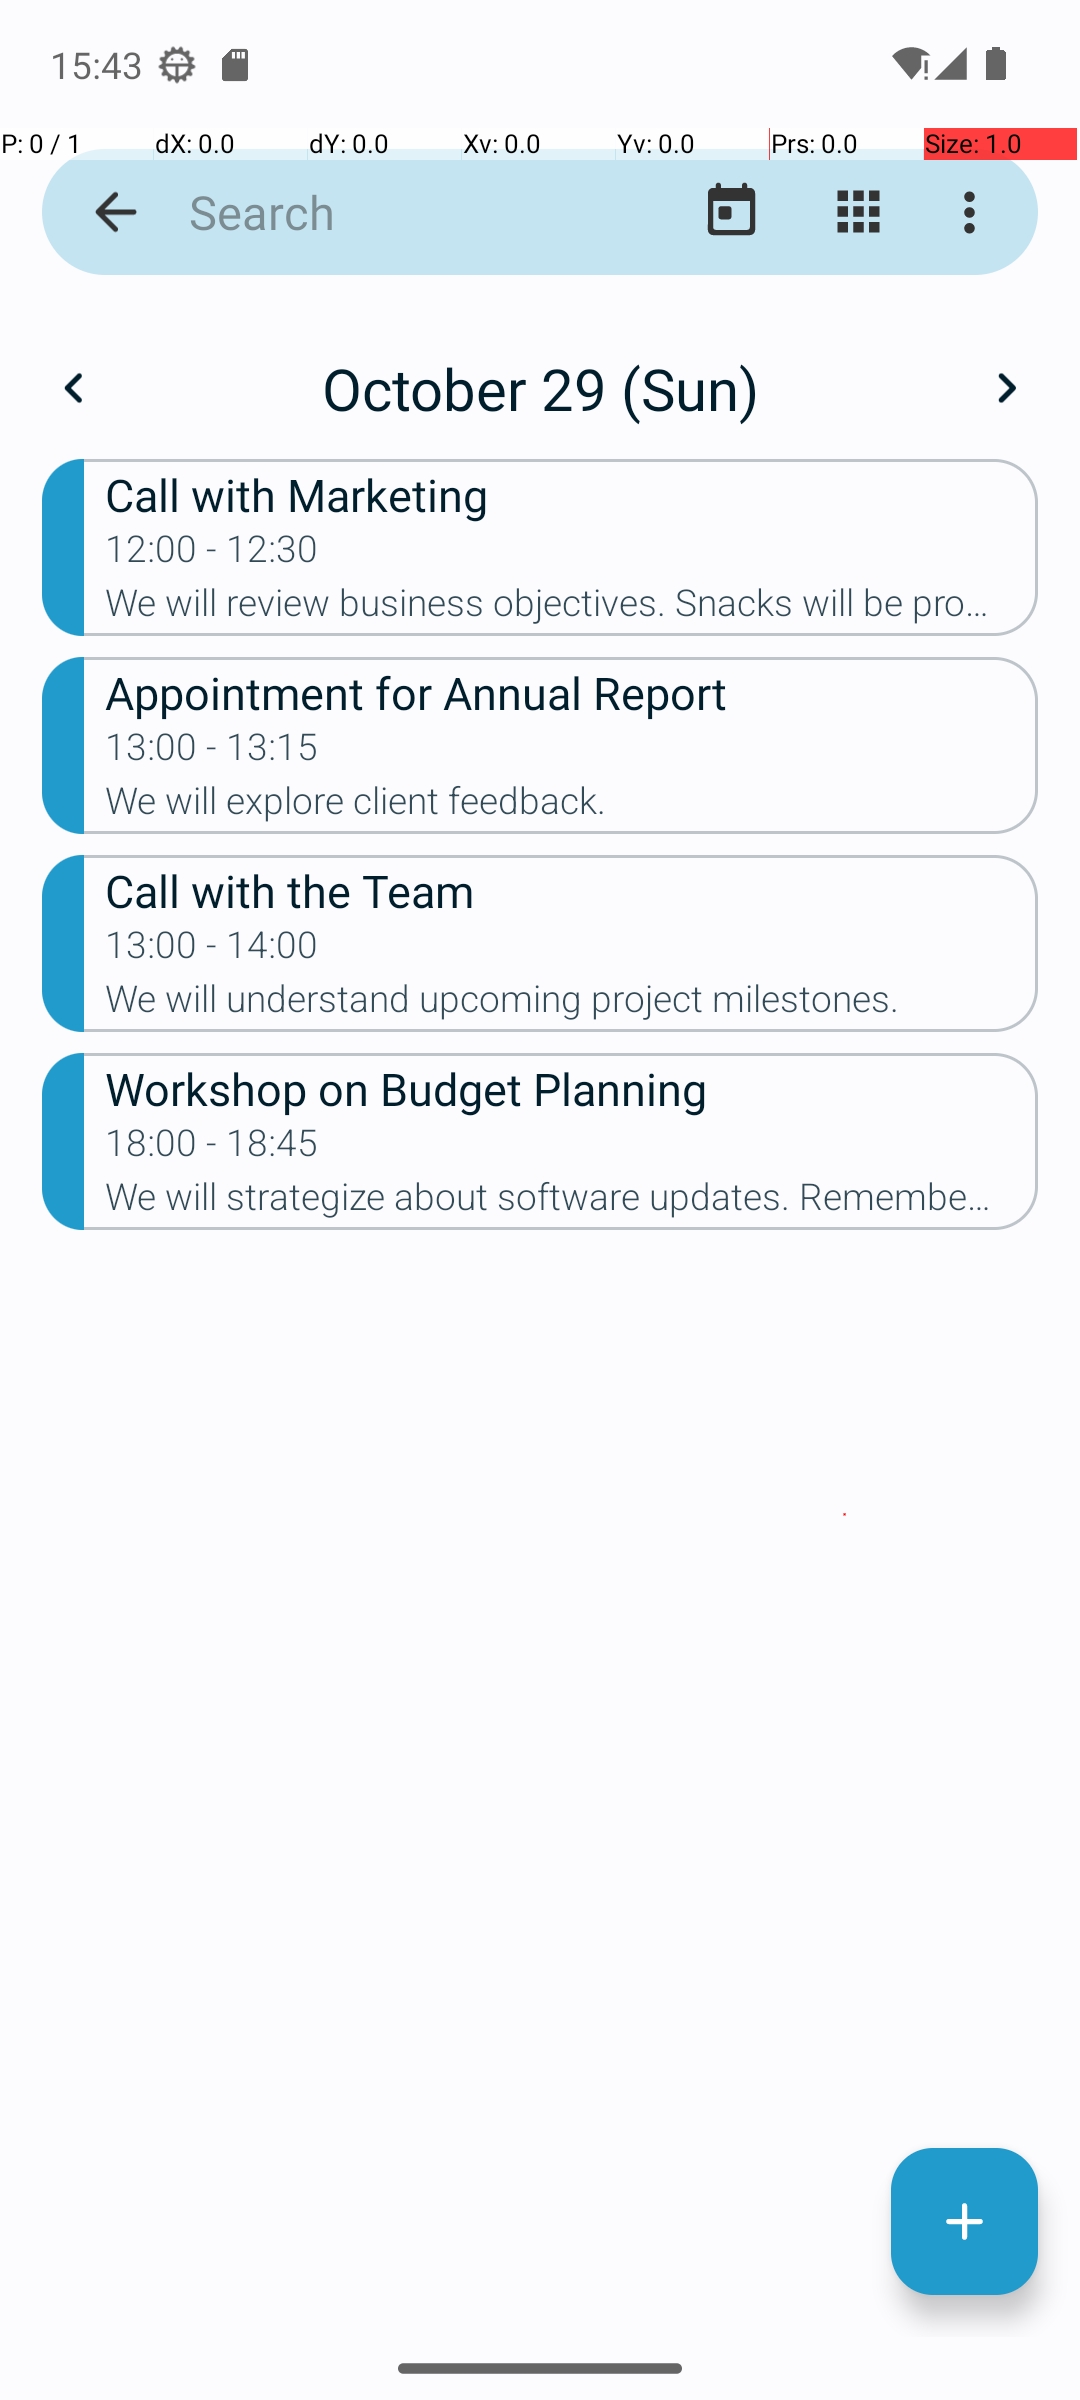 15:43
P: 0 / 1 dX: 0.0 dY: 0.0 Xv: 0.0 Yv: 0.0 Prs: 0.0 Size: 1.0
Search
October 29 (Sun)
Call with Marketing
12:00 - 12:30
We will review business objectives. Snacks will be pro...
Appointment for Annual Report
13:00 - 13:15
We will explore client feedback.
Call with the Team
13:00 - 14:00
We will understand upcoming project milestones.
Workshop on Budget Planning
18:00 - 18:45
We will strategize about software updates. Remembe...